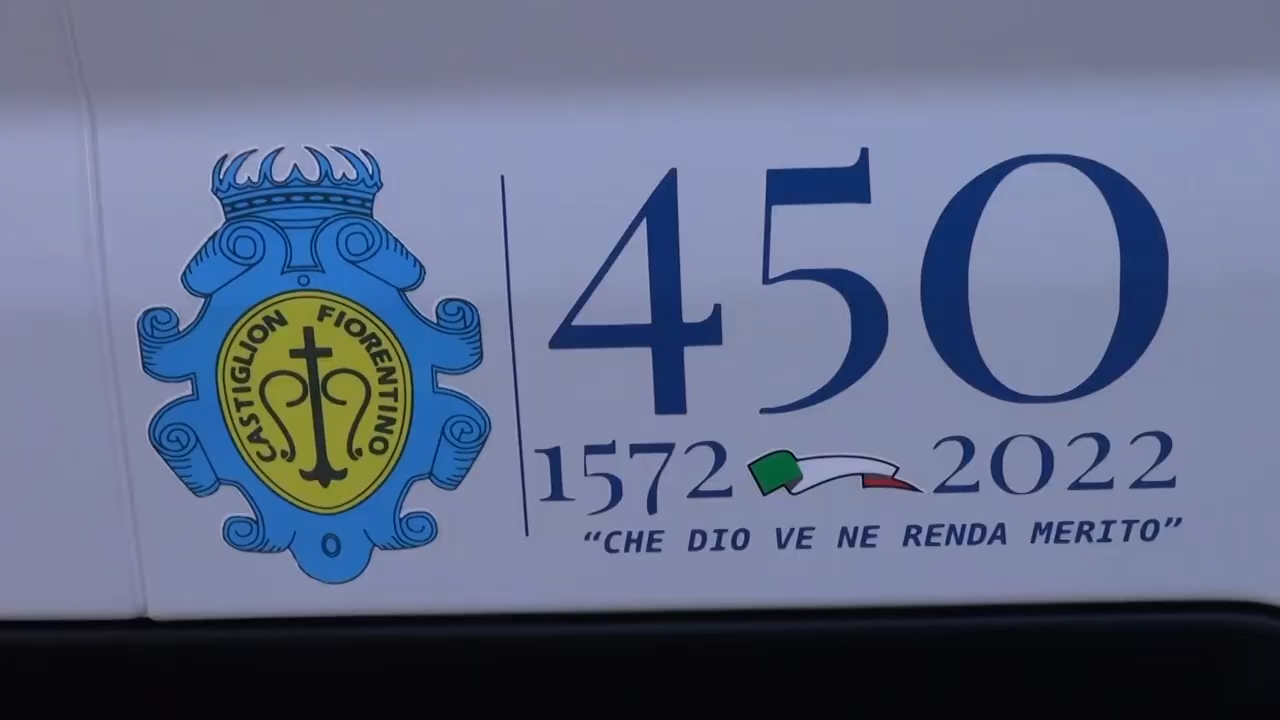 CASTIGLION FIORENTINO
450
1572 2022
“CHE DIO VE NE RENDA MERITO”